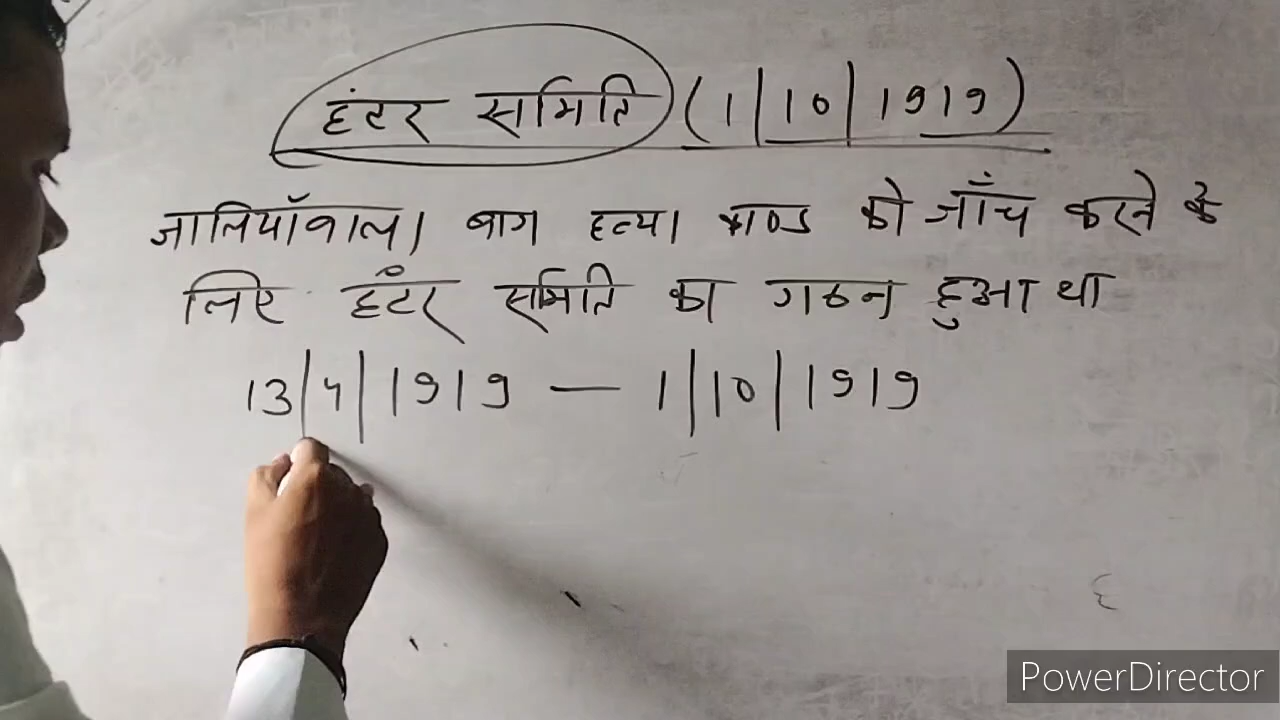 हंटर समिति (1|10|1919)
जालियाँवाला बाग हत्या काण्ड की जाँच करने के
लिए हंटर समिति का गठन हुआ था
13|4|1919 — 1|10|1919
PowerDirector